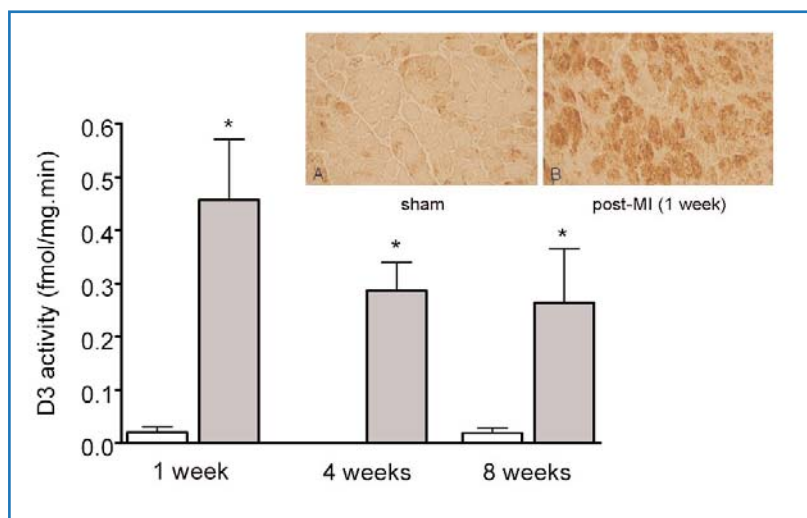 A
B
sham
post-MI (1 week)
D3 activity (fmol/mg.min)
0.6
0.5
0.4
0.3
0.2
0.1
0.0
*
*
*
1 week
4 weeks
8 weeks